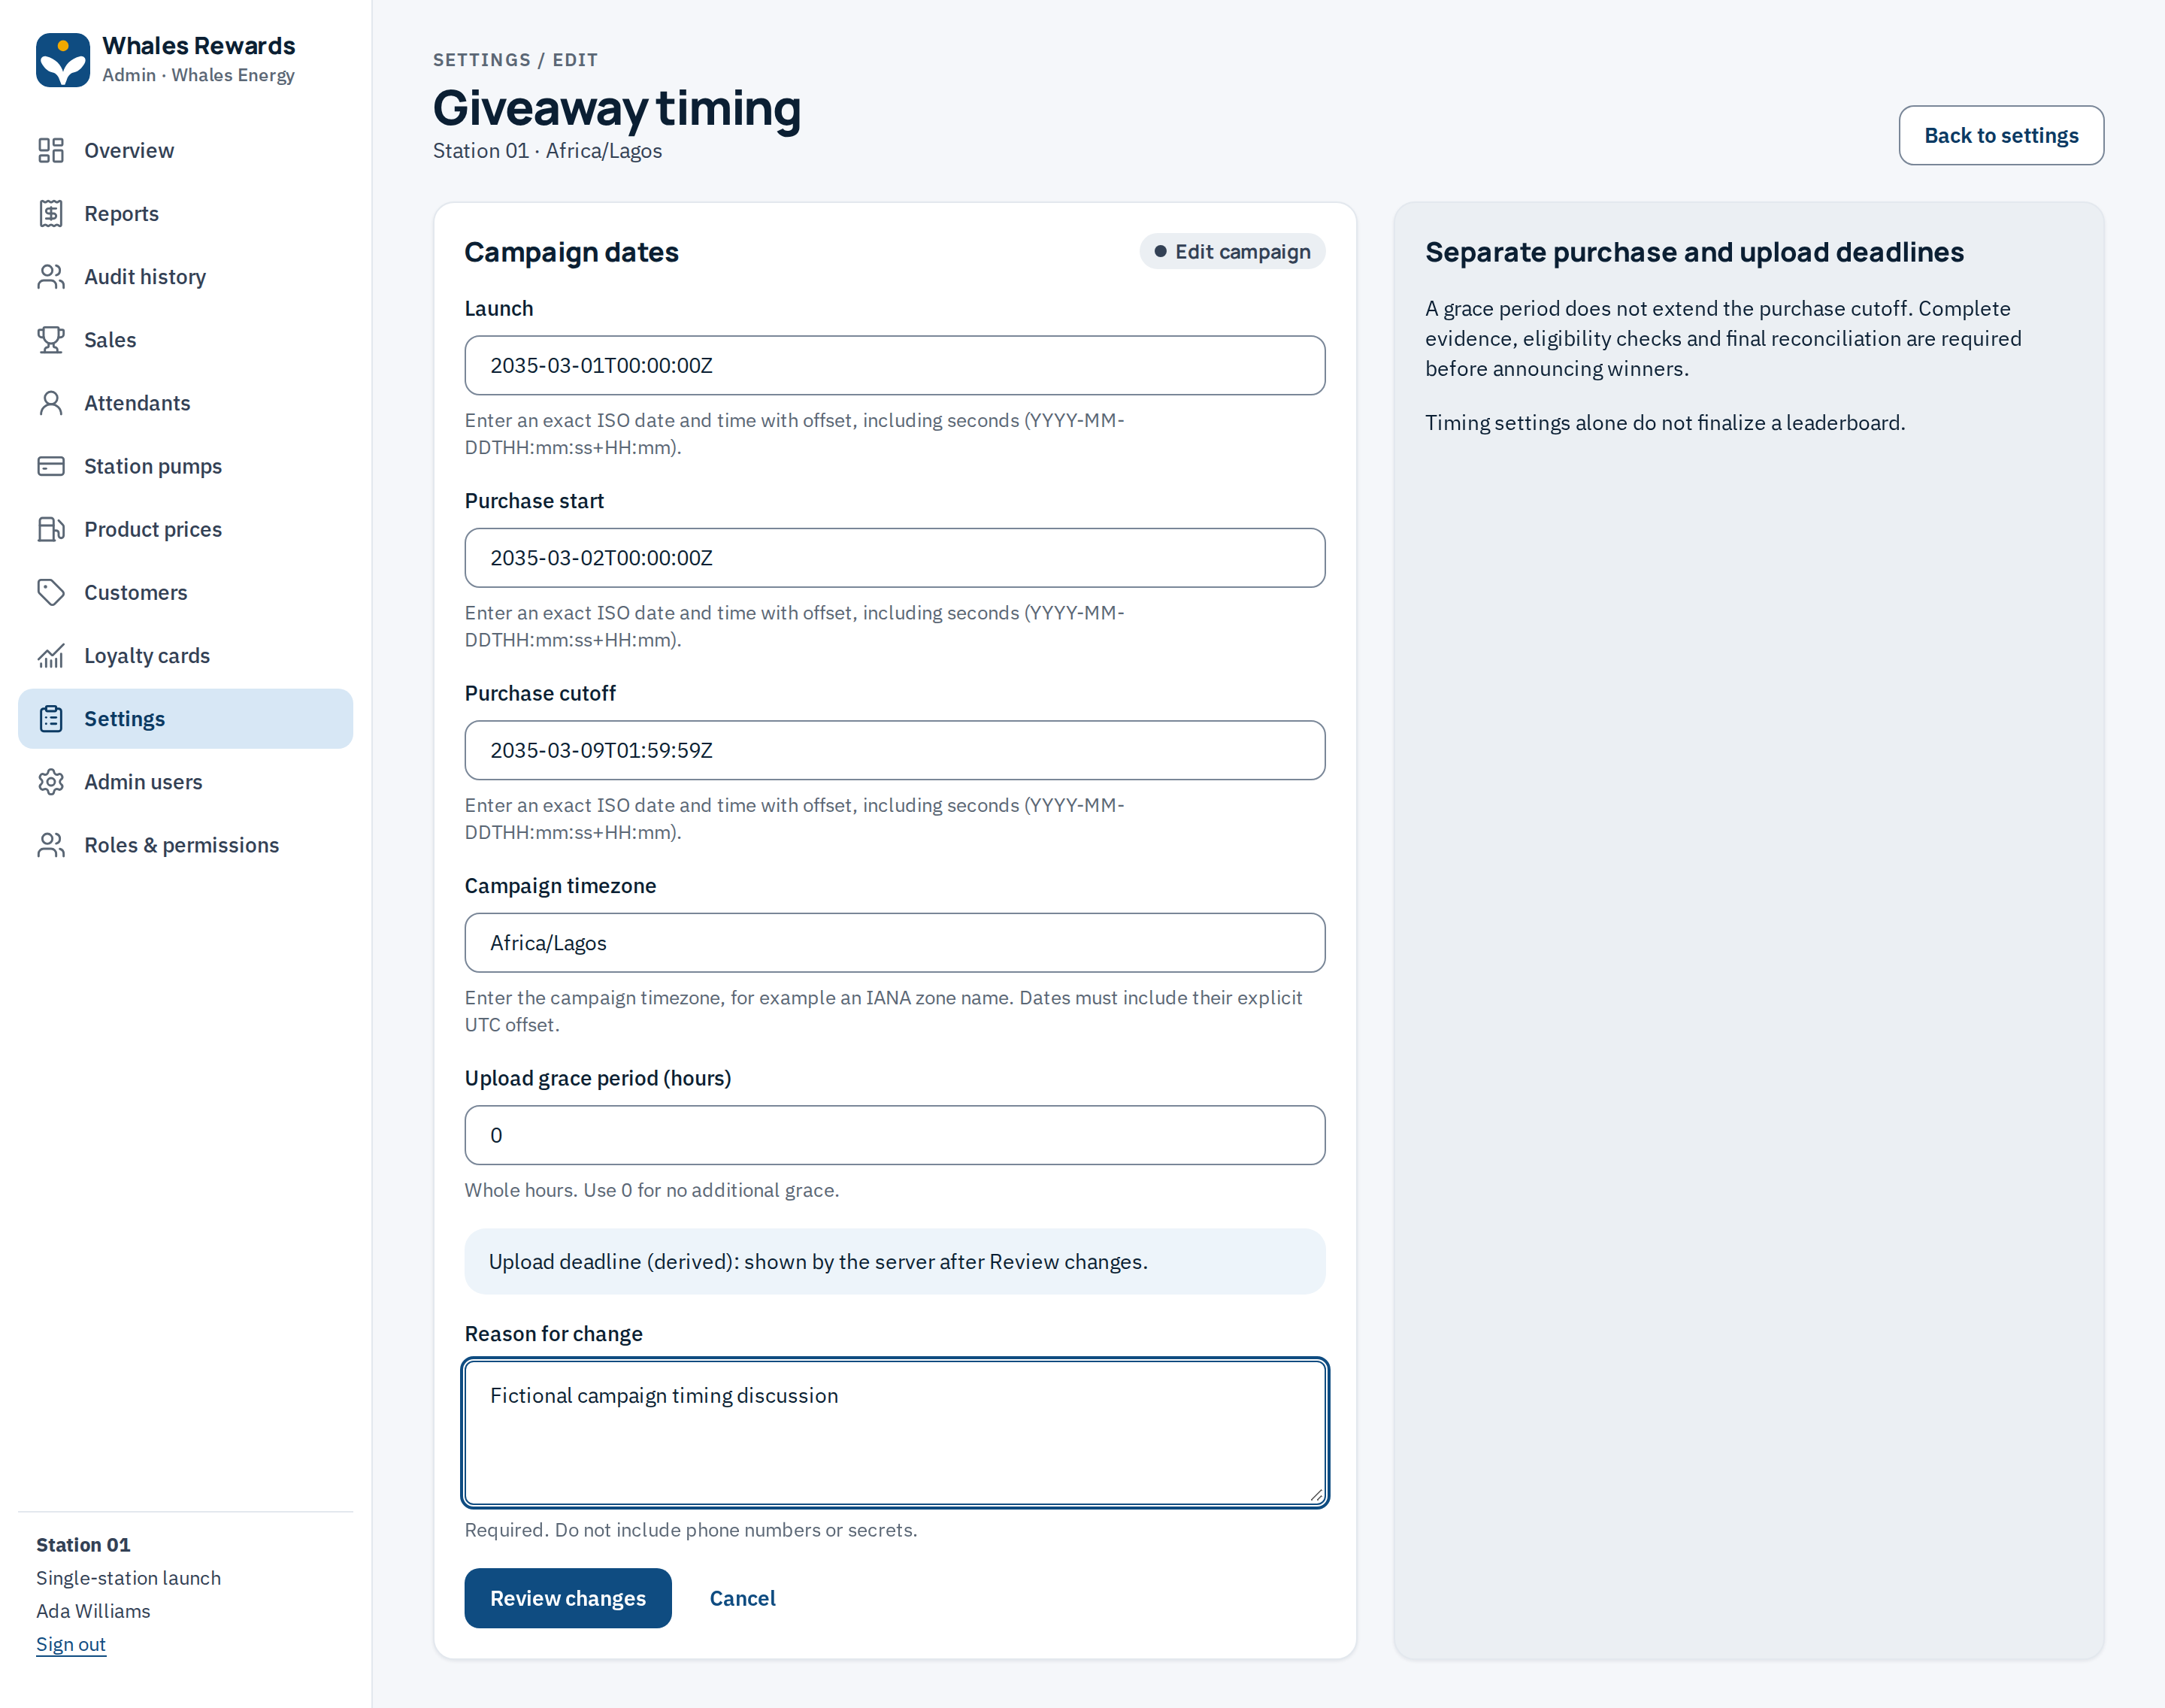 Whales Rewards
Admin · Whales Energy
Overview
Reports
Audit history
Sales
Attendants
Station pumps
Product prices
Customers
Loyalty cards
Settings
Admin users
Roles & permissions
Station 01
Single-station launch
Ada Williams
Sign out
SETTINGS / EDIT
Giveaway timing
Station 01 · Africa/Lagos
Back to settings
Campaign dates
Edit campaign
Launch
2035-03-01T00:00:00Z
Enter an exact ISO date and time with offset, including seconds (YYYY-MM-
DDTHH:mm:ss+HH:mm).
Purchase start
2035-03-02T00:00:00Z
Enter an exact ISO date and time with offset, including seconds (YYYY-MM-
DDTHH:mm:ss+HH:mm).
Purchase cutoff
2035-03-09T01:59:59Z
Enter an exact ISO date and time with offset, including seconds (YYYY-MM-
DDTHH:mm:ss+HH:mm).
Campaign timezone
Africa/Lagos
Enter the campaign timezone, for example an IANA zone name. Dates must include their explicit
UTC offset.
Upload grace period (hours)
0
Whole hours. Use 0 for no additional grace.
Upload deadline (derived): shown by the server after Review changes.
Reason for change
Fictional campaign timing discussion
Required. Do not include phone numbers or secrets.
Review changes
Cancel
Separate purchase and upload deadlines
A grace period does not extend the purchase cutoff. Complete
evidence, eligibility checks and final reconciliation are required
before announcing winners.
Timing settings alone do not finalize a leaderboard.